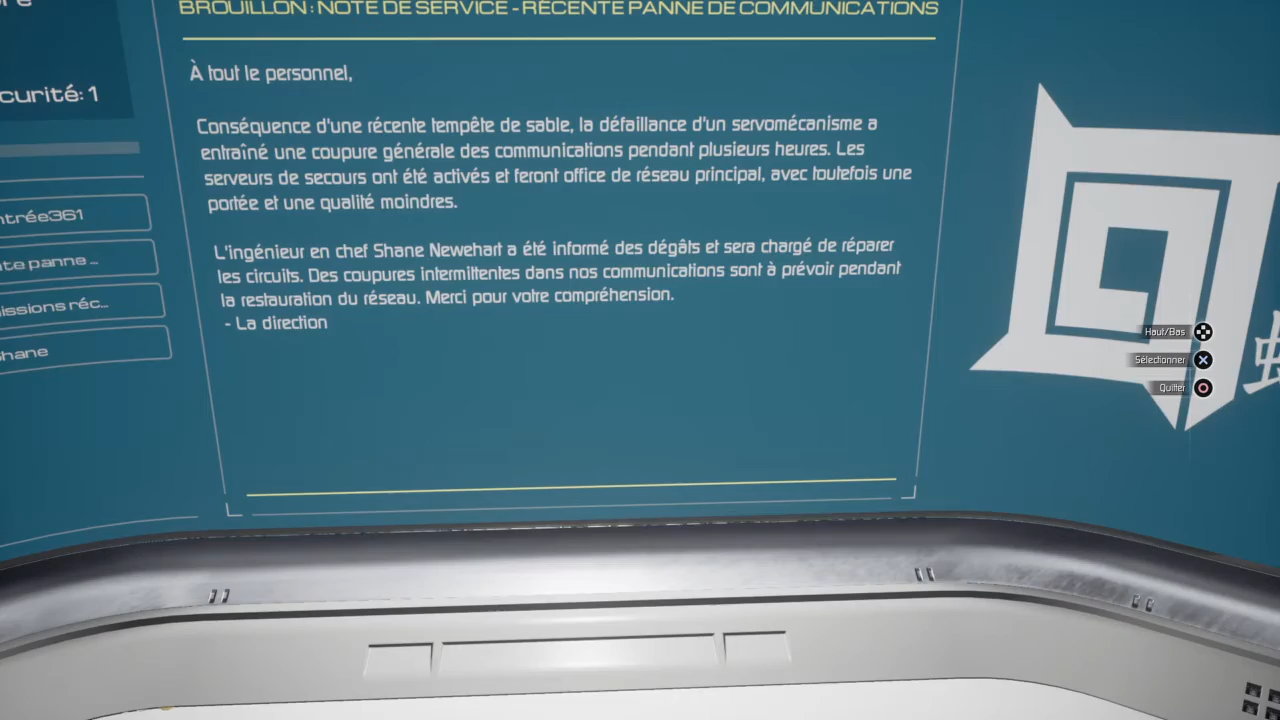 BROUILLON : NOTE DE SERVICE - RÉCENTE PANNE DE COMMUNICATIONS
À tout le personnel,
Conséquence d'une récente tempête de sable, la défaillance d'un servomécanisme a
entraîné une coupure générale des communications pendant plusieurs heures. Les
serveurs de secours ont été activés et feront office de réseau principal, avec toutefois une
portée et une qualité moindres.
L'ingénieur en chef Shane Newehart a été informé des dégâts et sera chargé de réparer
les circuits. Des coupures intermittentes dans nos communications sont à prévoir pendant
la restauration du réseau. Merci pour votre compréhension.
- La direction
curité: 1
ntrée361
te panne ...
issions réc...
Shane
Haut/Bas
Sélectionner
Quitter